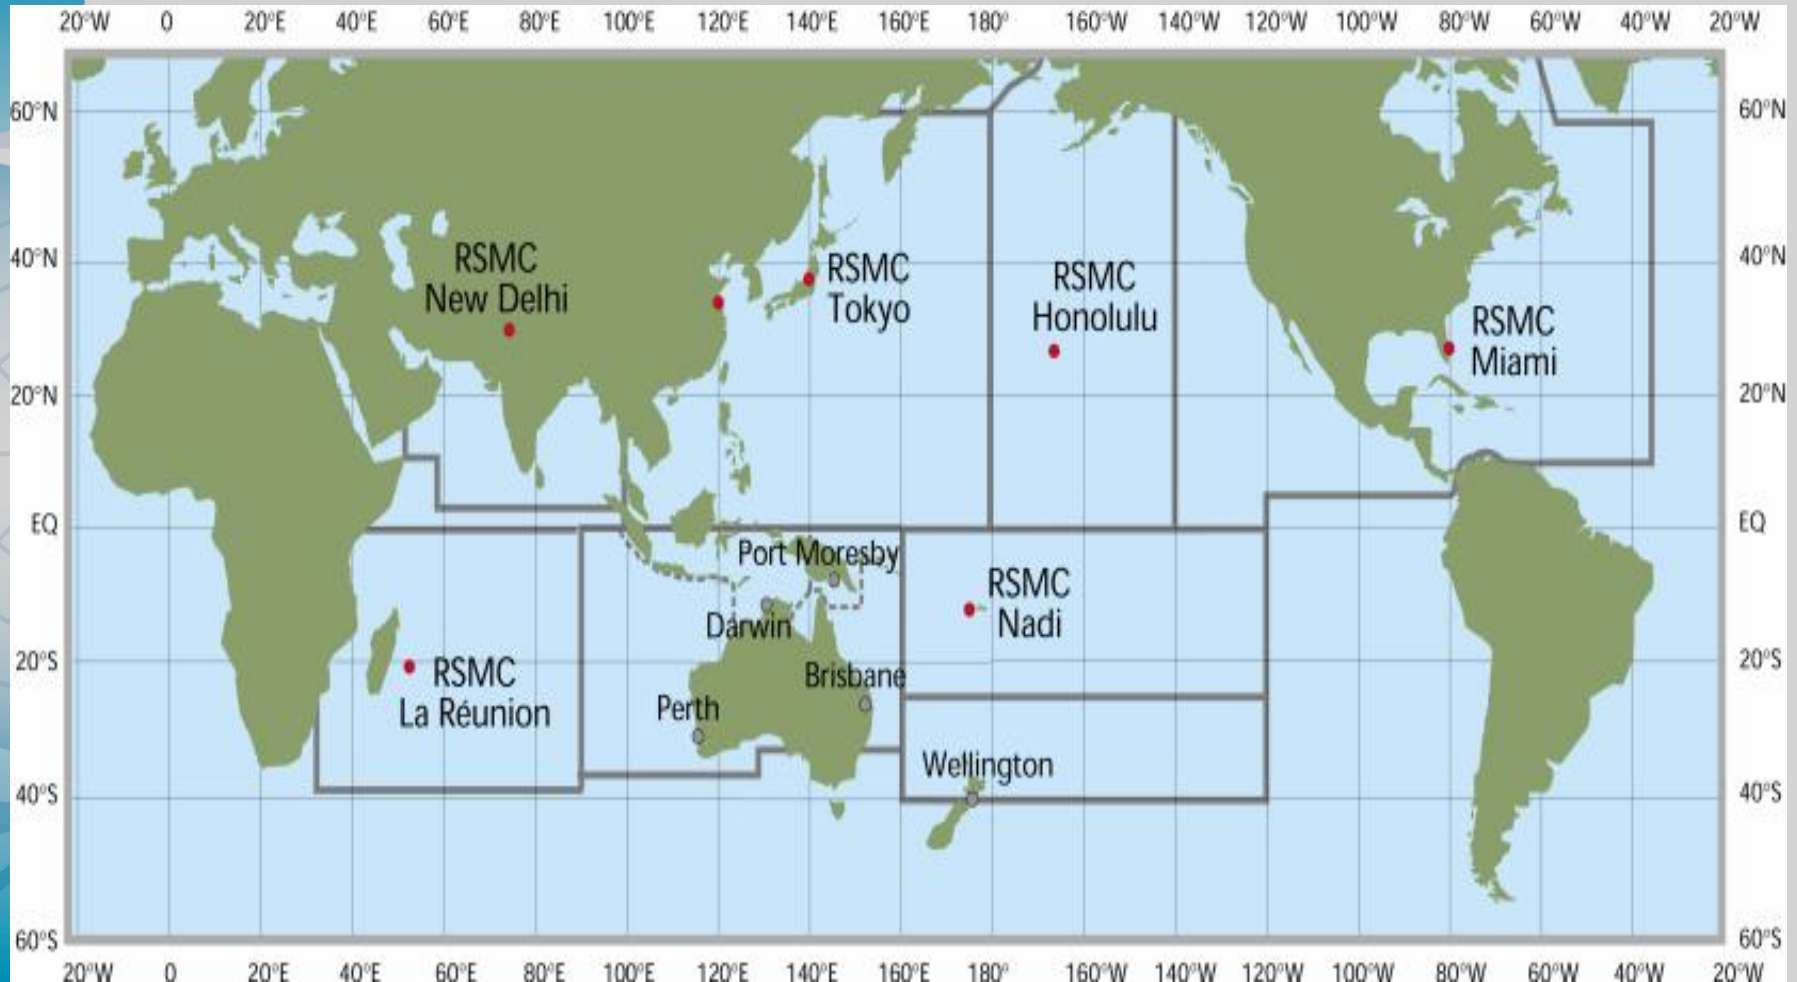 20°W 0 20°E 40°E 60°E 80°E 100°E 120°E 140°E 160°E 180° 160°W 140°W 120°W 100°W 80°W 60°W 40°W 20°W
60°N 60°N
RSMC
New Delhi
40°N 40°N
RSMC
Tokyo
RSMC
Honolulu
RSMC
Miami
20°N 20°N
EQ EQ
Port Moresby
RSMC
Nadi
Darwin
20°S 20°S
RSMC
La Réunion
Brisbane
Perth
Wellington
40°S 40°S
60°S 60°S
20°W 0 20°E 40°E 60°E 80°E 100°E 120°E 140°E 160°E 180° 160°W 140°W 120°W 100°W 80°W 60°W 40°W 20°W